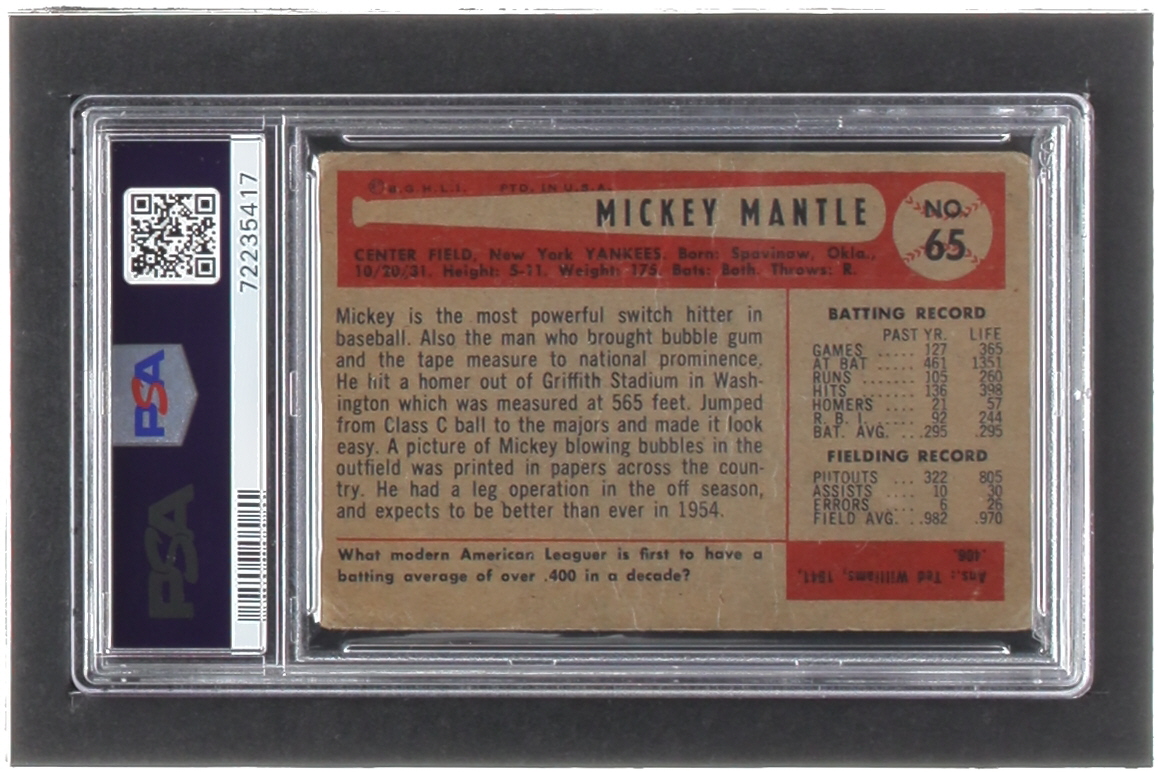 72235417
PSA
PSA
© B. G. H. L. I. PTD. IN U.S.A.
MICKEY MANTLE
NO.
65
CENTER FIELD, New York YANKEES. Born: Spavinaw, Okla.,
10/20/31. Height: 5-11. Weight: 175. Bats: Both. Throws: R.
Mickey is the most powerful switch hitter in
baseball. Also the man who brought bubble gum
and the tape measure to national prominence.
He hit a homer out of Griffith Stadium in Wash-
ington which was measured at 565 feet. Jumped
from Class C ball to the majors and made it look
easy. A picture of Mickey blowing bubbles in the
outfield was printed in papers across the coun-
try. He had a leg operation in the off season,
and expects to be better than ever in 1954.
What modern American Leaguer is first to have a
batting average of over .400 in a decade?
BATTING RECORD
PAST YR. LIFE
GAMES ..... 127 365
AT BAT ..... 461 1351
RUNS ....... 105 260
HITS ....... 136 398
HOMERS .... 21 57
R. B. I. ..... 92 244
BAT. AVG. ...295 .295
FIELDING RECORD
PUTOUTS ... 322 805
ASSISTS .... 10 30
ERRORS .... 6 26
FIELD AVG. ..982 .970
Ans.: Ted Williams, 1941,
.406.